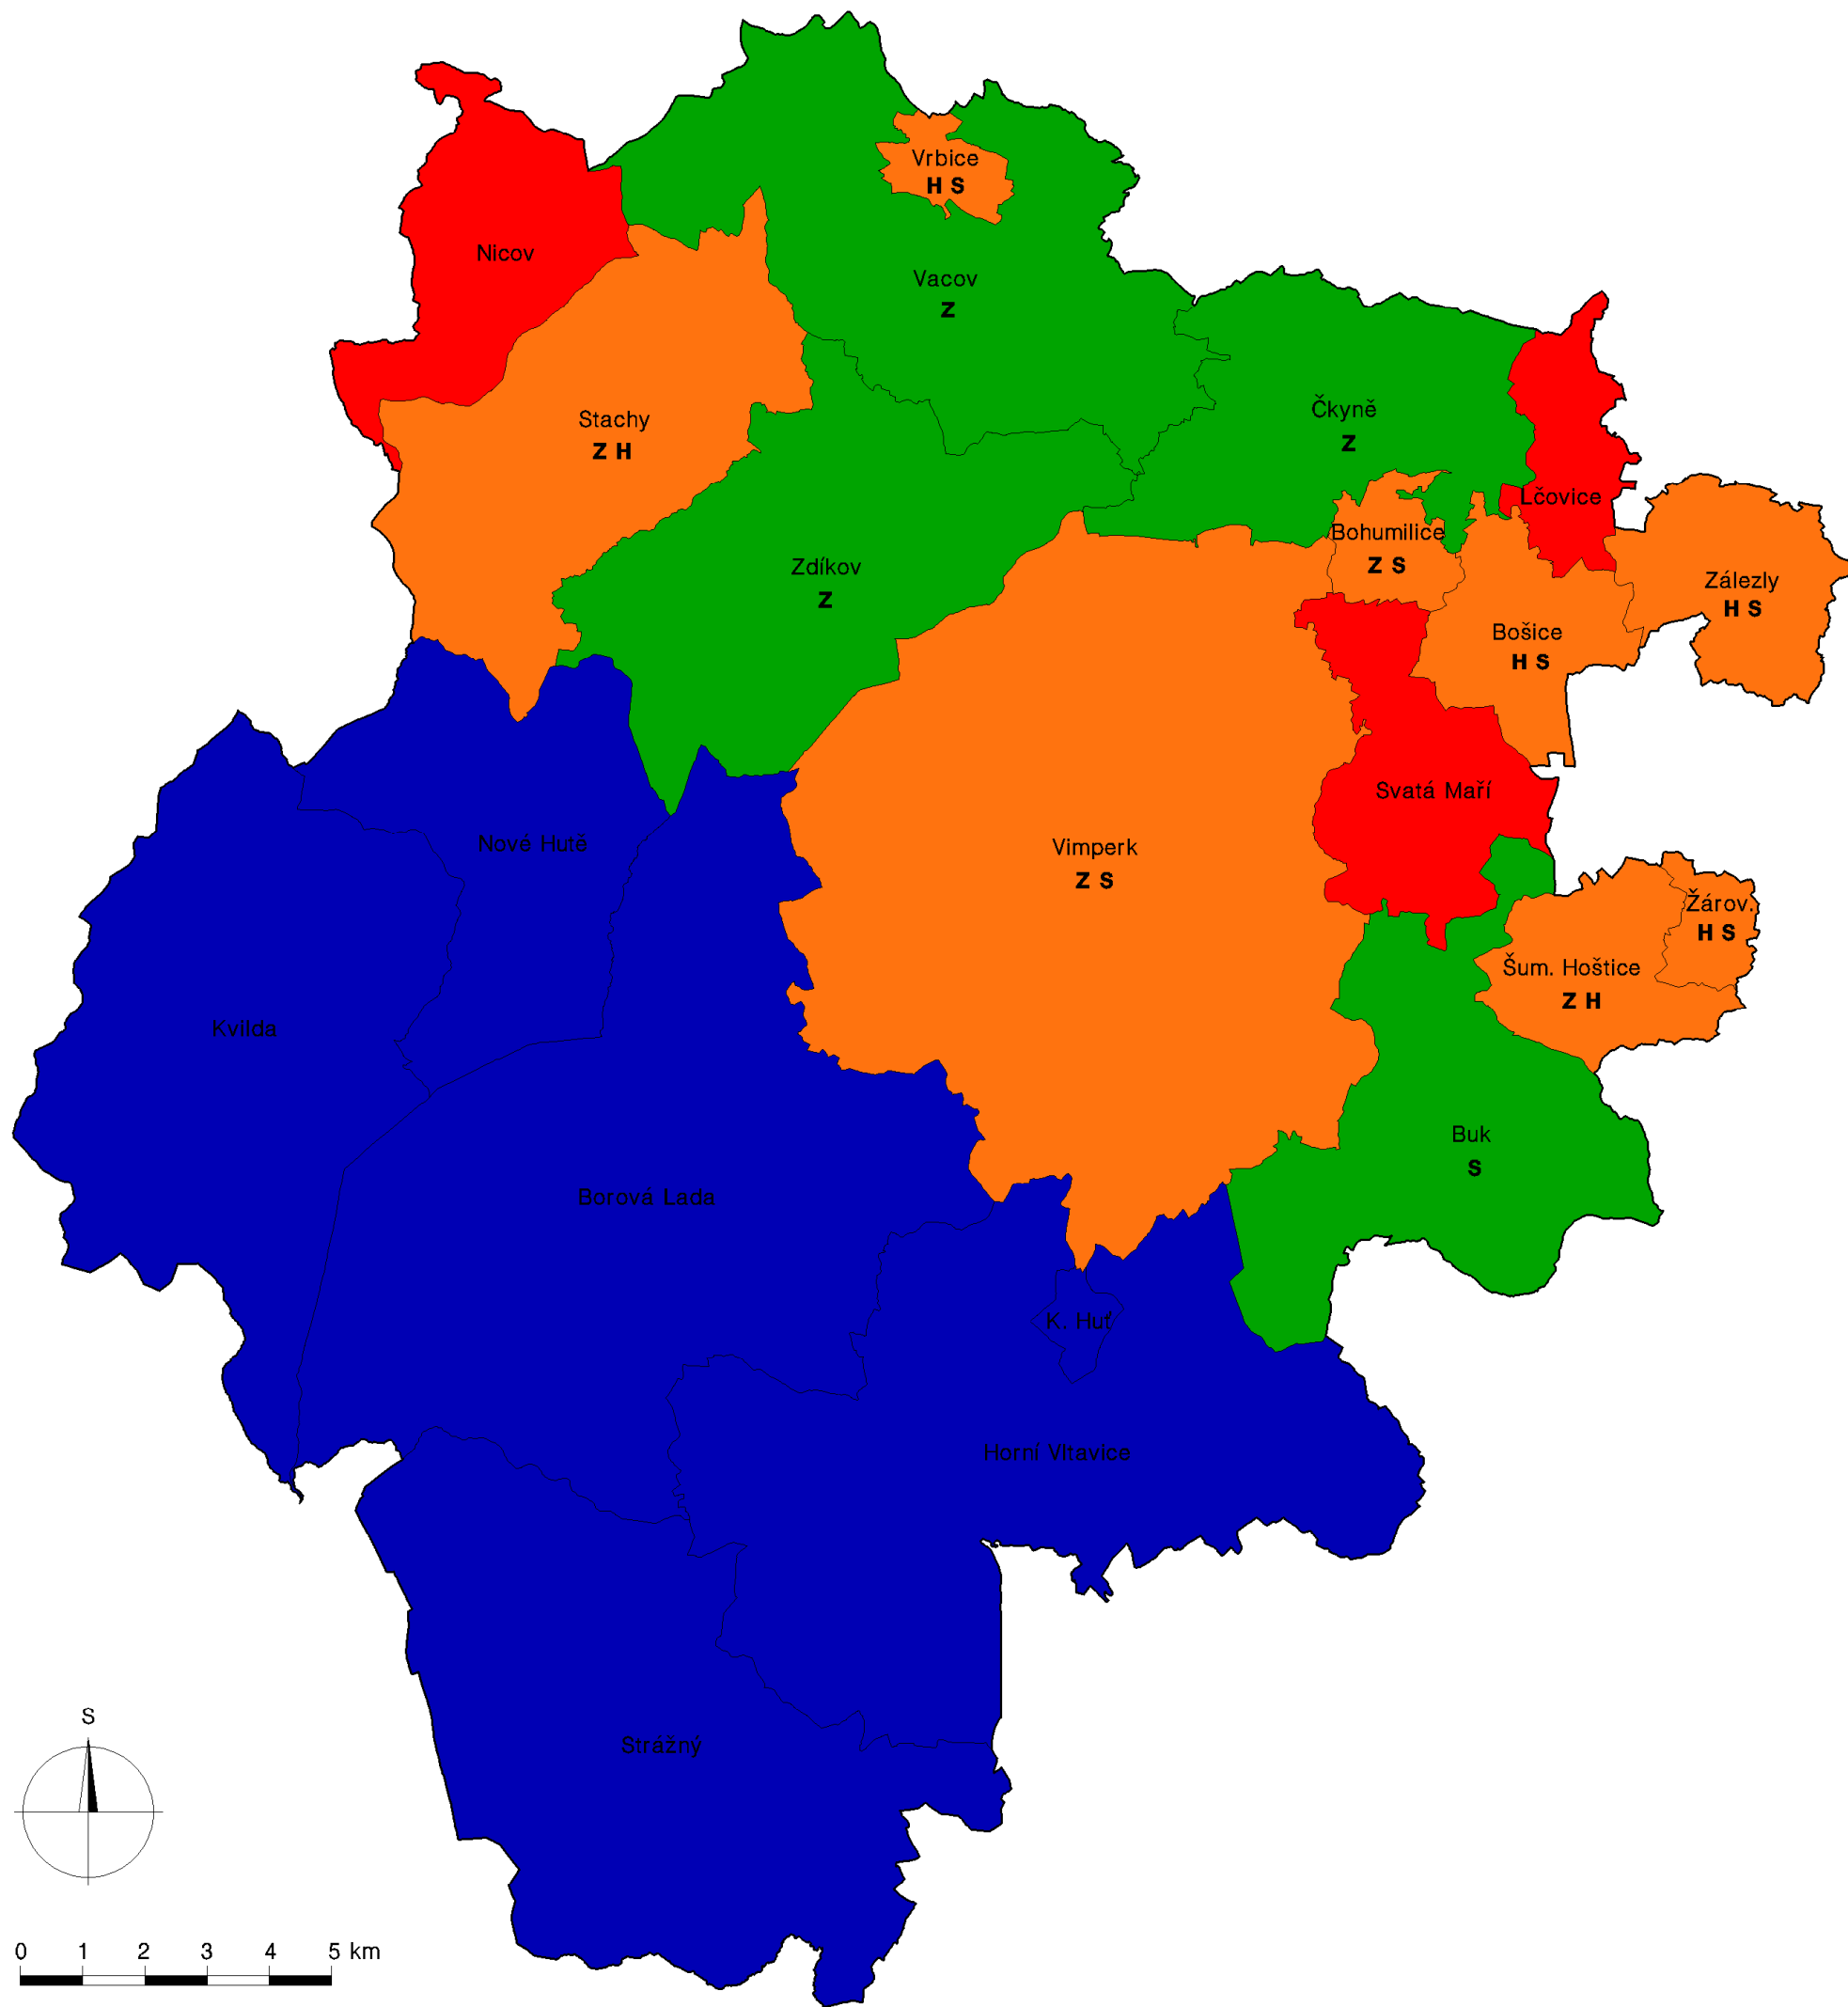 Vrbice
H S
Nicov
Vacov
Z
Stachy
Z H
Čkyně
Z
Lčovice
Bohumilice
Z S
Zdíkov
Z
Zálezly
H S
Bošice
H S
Svatá Maří
Nové Hutě
Vimperk
Z S
Žárov.
H S
Šum. Hoštice
Z H
Kvilda
Buk
S
Borová Lada
K. Huť
Horní Vltavice
Strážný
S
0 1 2 3 4 5 km